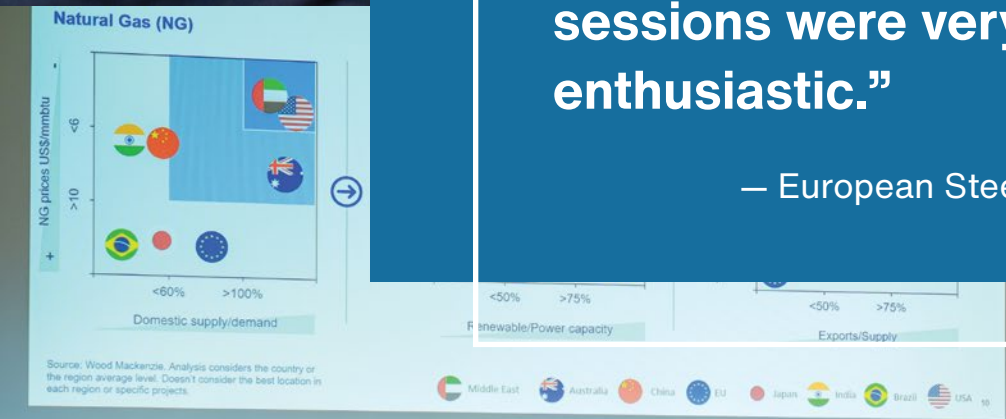 Natural Gas (NG)
sessions were very
enthusiastic.”
— European Stee
NG prices US$/mmbtu
-
<6
>10
+
<60% >100%
Domestic supply/demand
<50% >75%
Renewable/Power capacity
<50% >75%
Exports/Supply
Source: Wood Mackenzie. Analysis considers the country or
the region average level. Doesn't consider the best location in
each region or specific projects.
Middle East Australia China EU Japan India Brazil USA 10